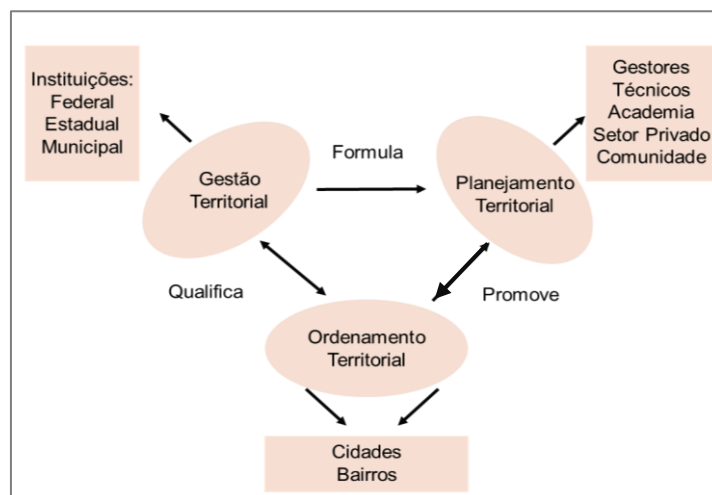 Instituições:
Federal
Estadual
Municipal
Gestores
Técnicos
Academia
Setor Privado
Comunidade
Formula
Gestão
Territorial
Planejamento
Territorial
Qualifica
Promove
Ordenamento
Territorial
Cidades
Bairros